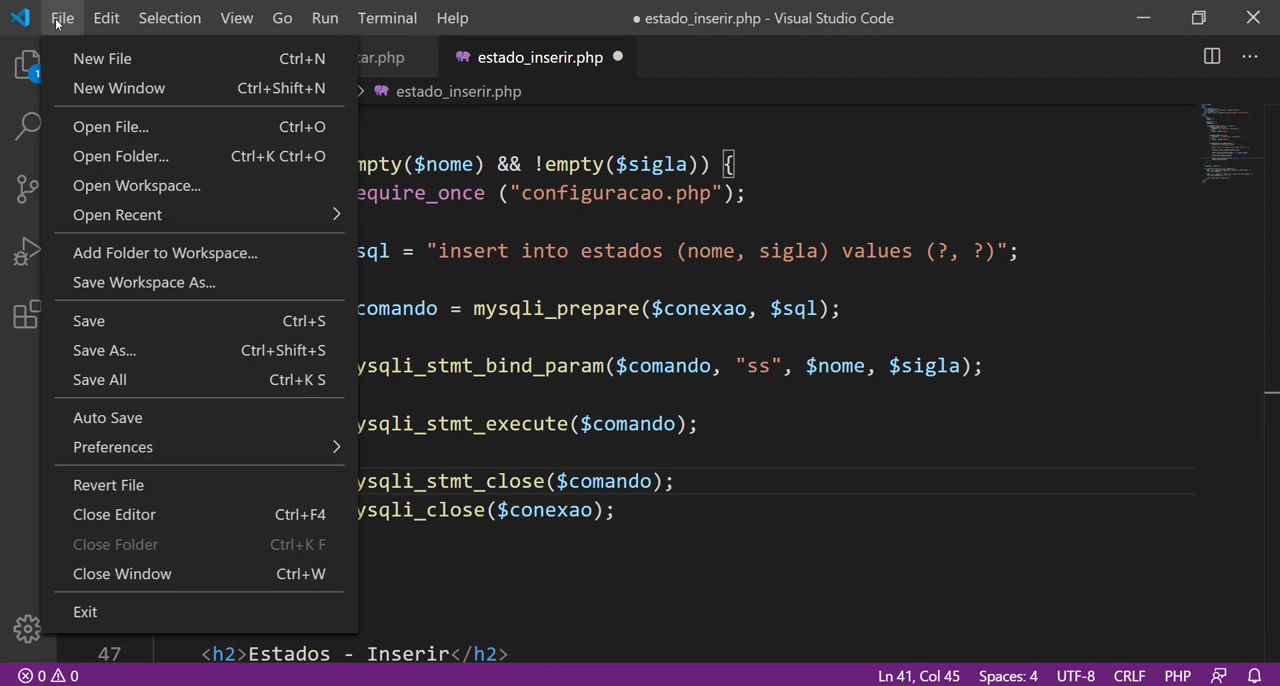 File Edit Selection View Go Run Terminal Help ● estado_inserir.php - Visual Studio Code
tar.php estado_inserir.php
> estado_inserir.php
1
New File Ctrl+N
New Window Ctrl+Shift+N
Open File... Ctrl+O
Open Folder... Ctrl+K Ctrl+O
Open Workspace...
Open Recent
Add Folder to Workspace...
Save Workspace As...
Save Ctrl+S
Save As... Ctrl+Shift+S
Save All Ctrl+K S
Auto Save
Preferences
Revert File
Close Editor Ctrl+F4
Close Folder Ctrl+K F
Close Window Ctrl+W
Exit
mpty($nome) && !empty($sigla)) {
equire_once ("configuracao.php");
sql = "insert into estados (nome, sigla) values (?, ?)";
comando = mysqli_prepare($conexao, $sql);
ysqli_stmt_bind_param($comando, "ss", $nome, $sigla);
ysqli_stmt_execute($comando);
ysqli_stmt_close($comando);
ysqli_close($conexao);
47 <h2>Estados - Inserir</h2>
0 0 Ln 41, Col 45 Spaces: 4 UTF-8 CRLF PHP